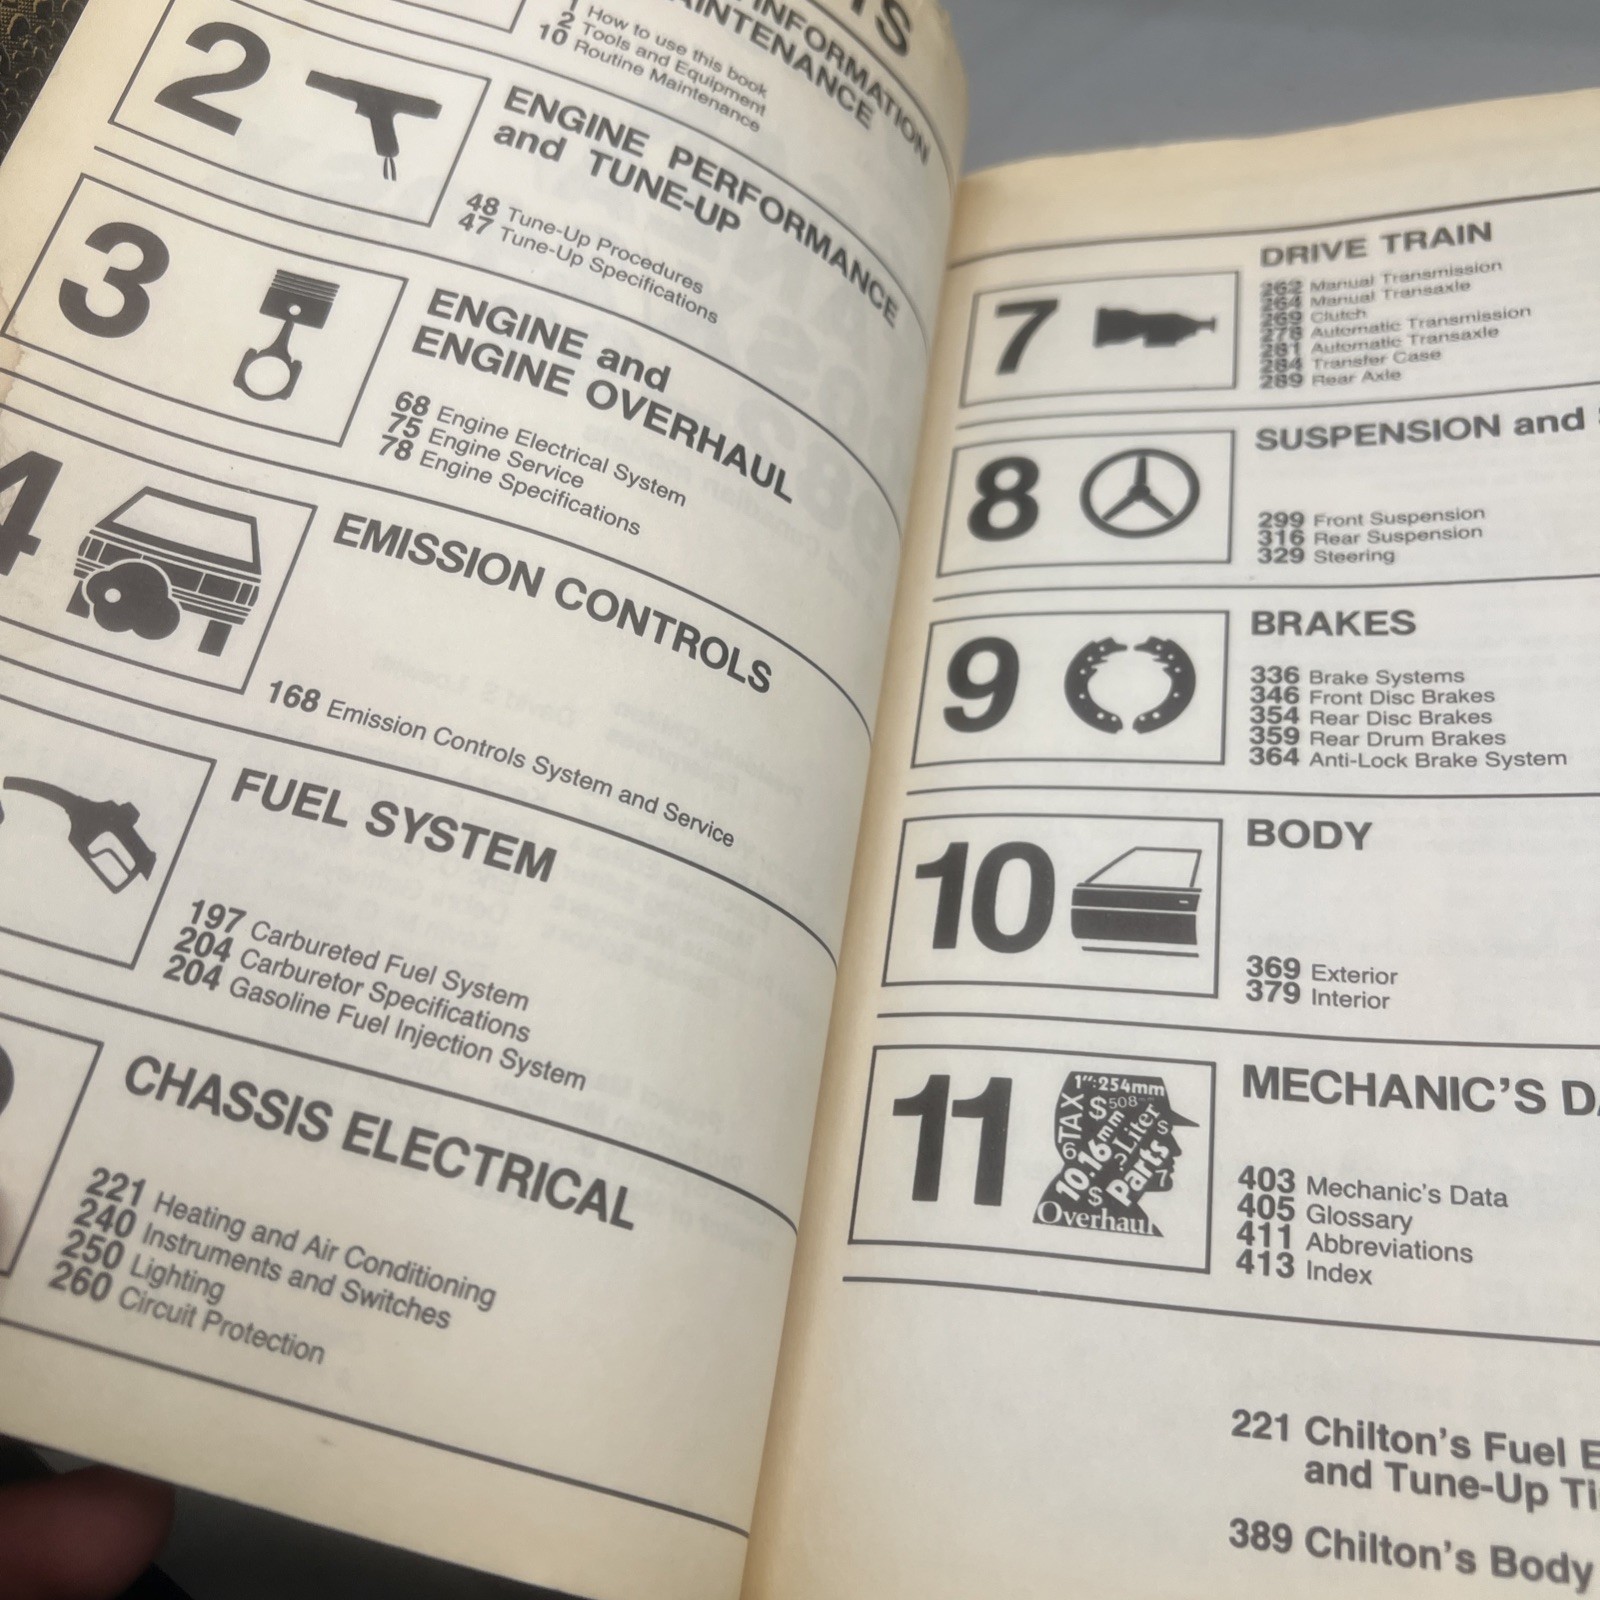 INFORMATION
MAINTENANCE
1 How to use this book
2 Tools and Equipment
10 Routine Maintenance
2
ENGINE PERFORMANCE
and TUNE-UP
48 Tune-Up Procedures
47 Tune-Up Specifications
3
ENGINE and
ENGINE OVERHAUL
68 Engine Electrical System
75 Engine Service
78 Engine Specifications
4
EMISSION CONTROLS
168 Emission Controls System and Service
FUEL SYSTEM
197 Carbureted Fuel System
204 Carburetor Specifications
204 Gasoline Fuel Injection System
CHASSIS ELECTRICAL
221 Heating and Air Conditioning
240 Instruments and Switches
250 Lighting
260 Circuit Protection
7
DRIVE TRAIN
262 Manual Transmission
264 Manual Transaxle
269 Clutch
278 Automatic Transmission
281 Automatic Transaxle
284 Transfer Case
289 Rear Axle
8
SUSPENSION and
299 Front Suspension
316 Rear Suspension
329 Steering
9
BRAKES
336 Brake Systems
346 Front Disc Brakes
354 Rear Disc Brakes
359 Rear Drum Brakes
364 Anti-Lock Brake System
10
BODY
369 Exterior
379 Interior
11
1":254mm
$ 508
6TAX
10.16mm
?Liter
$
Parts
7
$
Overhaul
MECHANIC'S DA
403 Mechanic's Data
405 Glossary
411 Abbreviations
413 Index
221 Chilton's Fuel E
and Tune-Up Ti
389 Chilton's Body